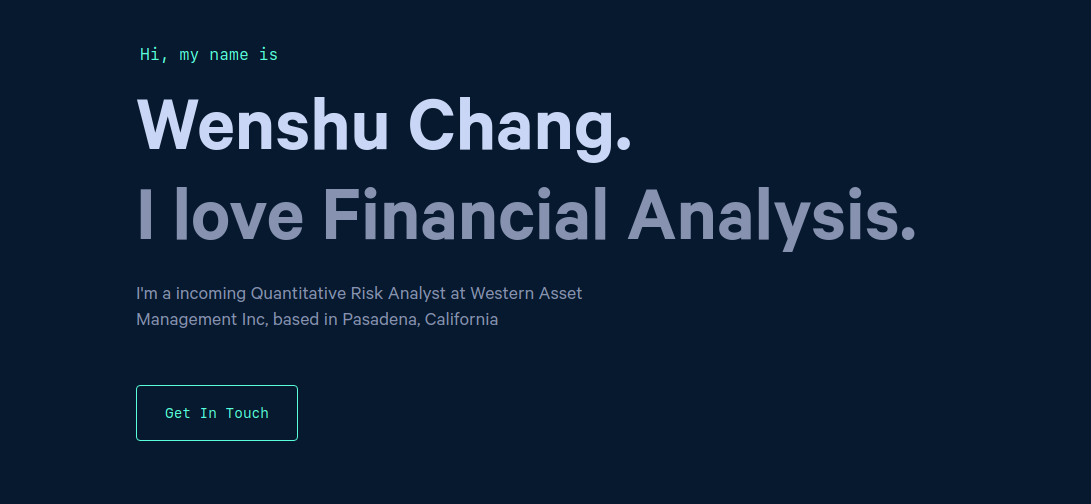 Hi, my name is
Wenshu Chang.
I love Financial Analysis.
I'm a incoming Quantitative Risk Analyst at Western Asset
Management Inc, based in Pasadena, California
Get In Touch